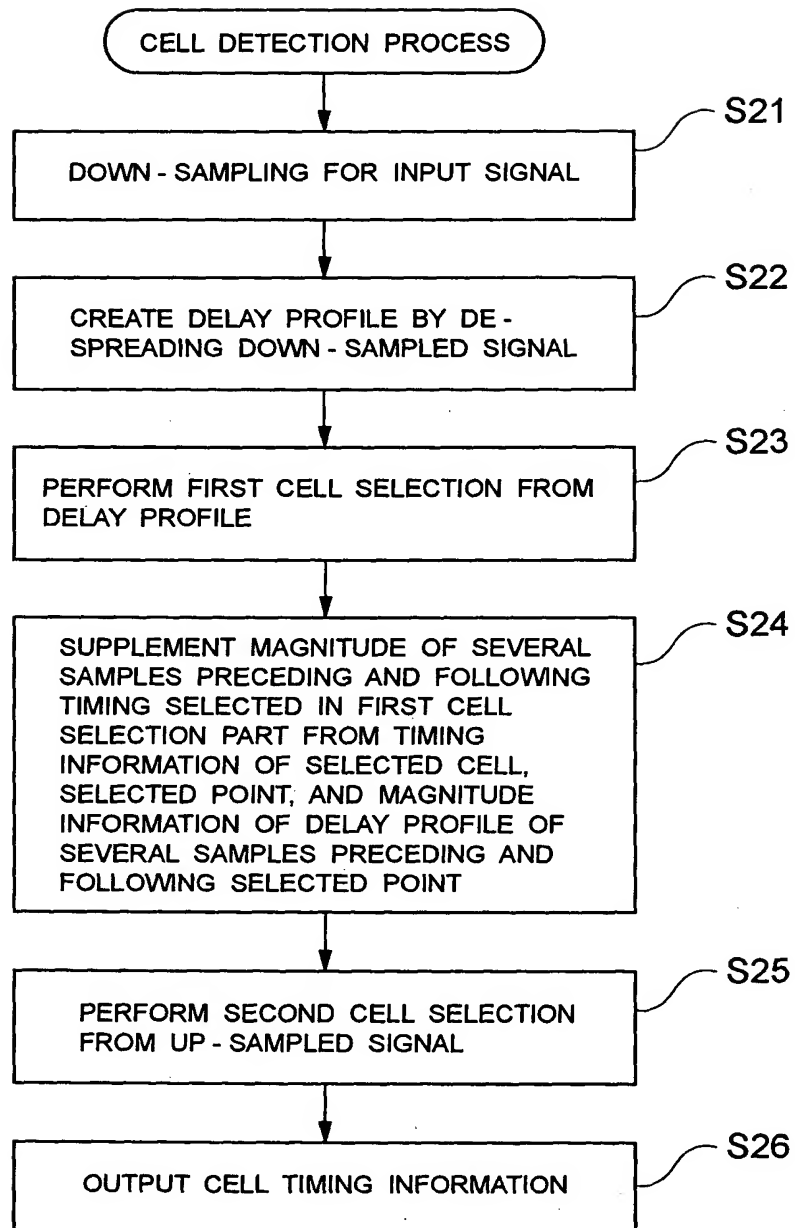 CELL DETECTION PROCESS
S21
DOWN - SAMPLING FOR INPUT SIGNAL
S22
CREATE DELAY PROFILE BY DE -
SPREADING DOWN - SAMPLED SIGNAL
S23
PERFORM FIRST CELL SELECTION FROM
DELAY PROFILE
S24
SUPPLEMENT MAGNITUDE OF SEVERAL
SAMPLES PRECEDING AND FOLLOWING
TIMING SELECTED IN FIRST CELL
SELECTION PART FROM TIMING
INFORMATION OF SELECTED CELL,
SELECTED POINT, AND MAGNITUDE
INFORMATION OF DELAY PROFILE OF
SEVERAL SAMPLES PRECEDING AND
FOLLOWING SELECTED POINT
S25
PERFORM SECOND CELL SELECTION
FROM UP - SAMPLED SIGNAL
S26
OUTPUT CELL TIMING INFORMATION